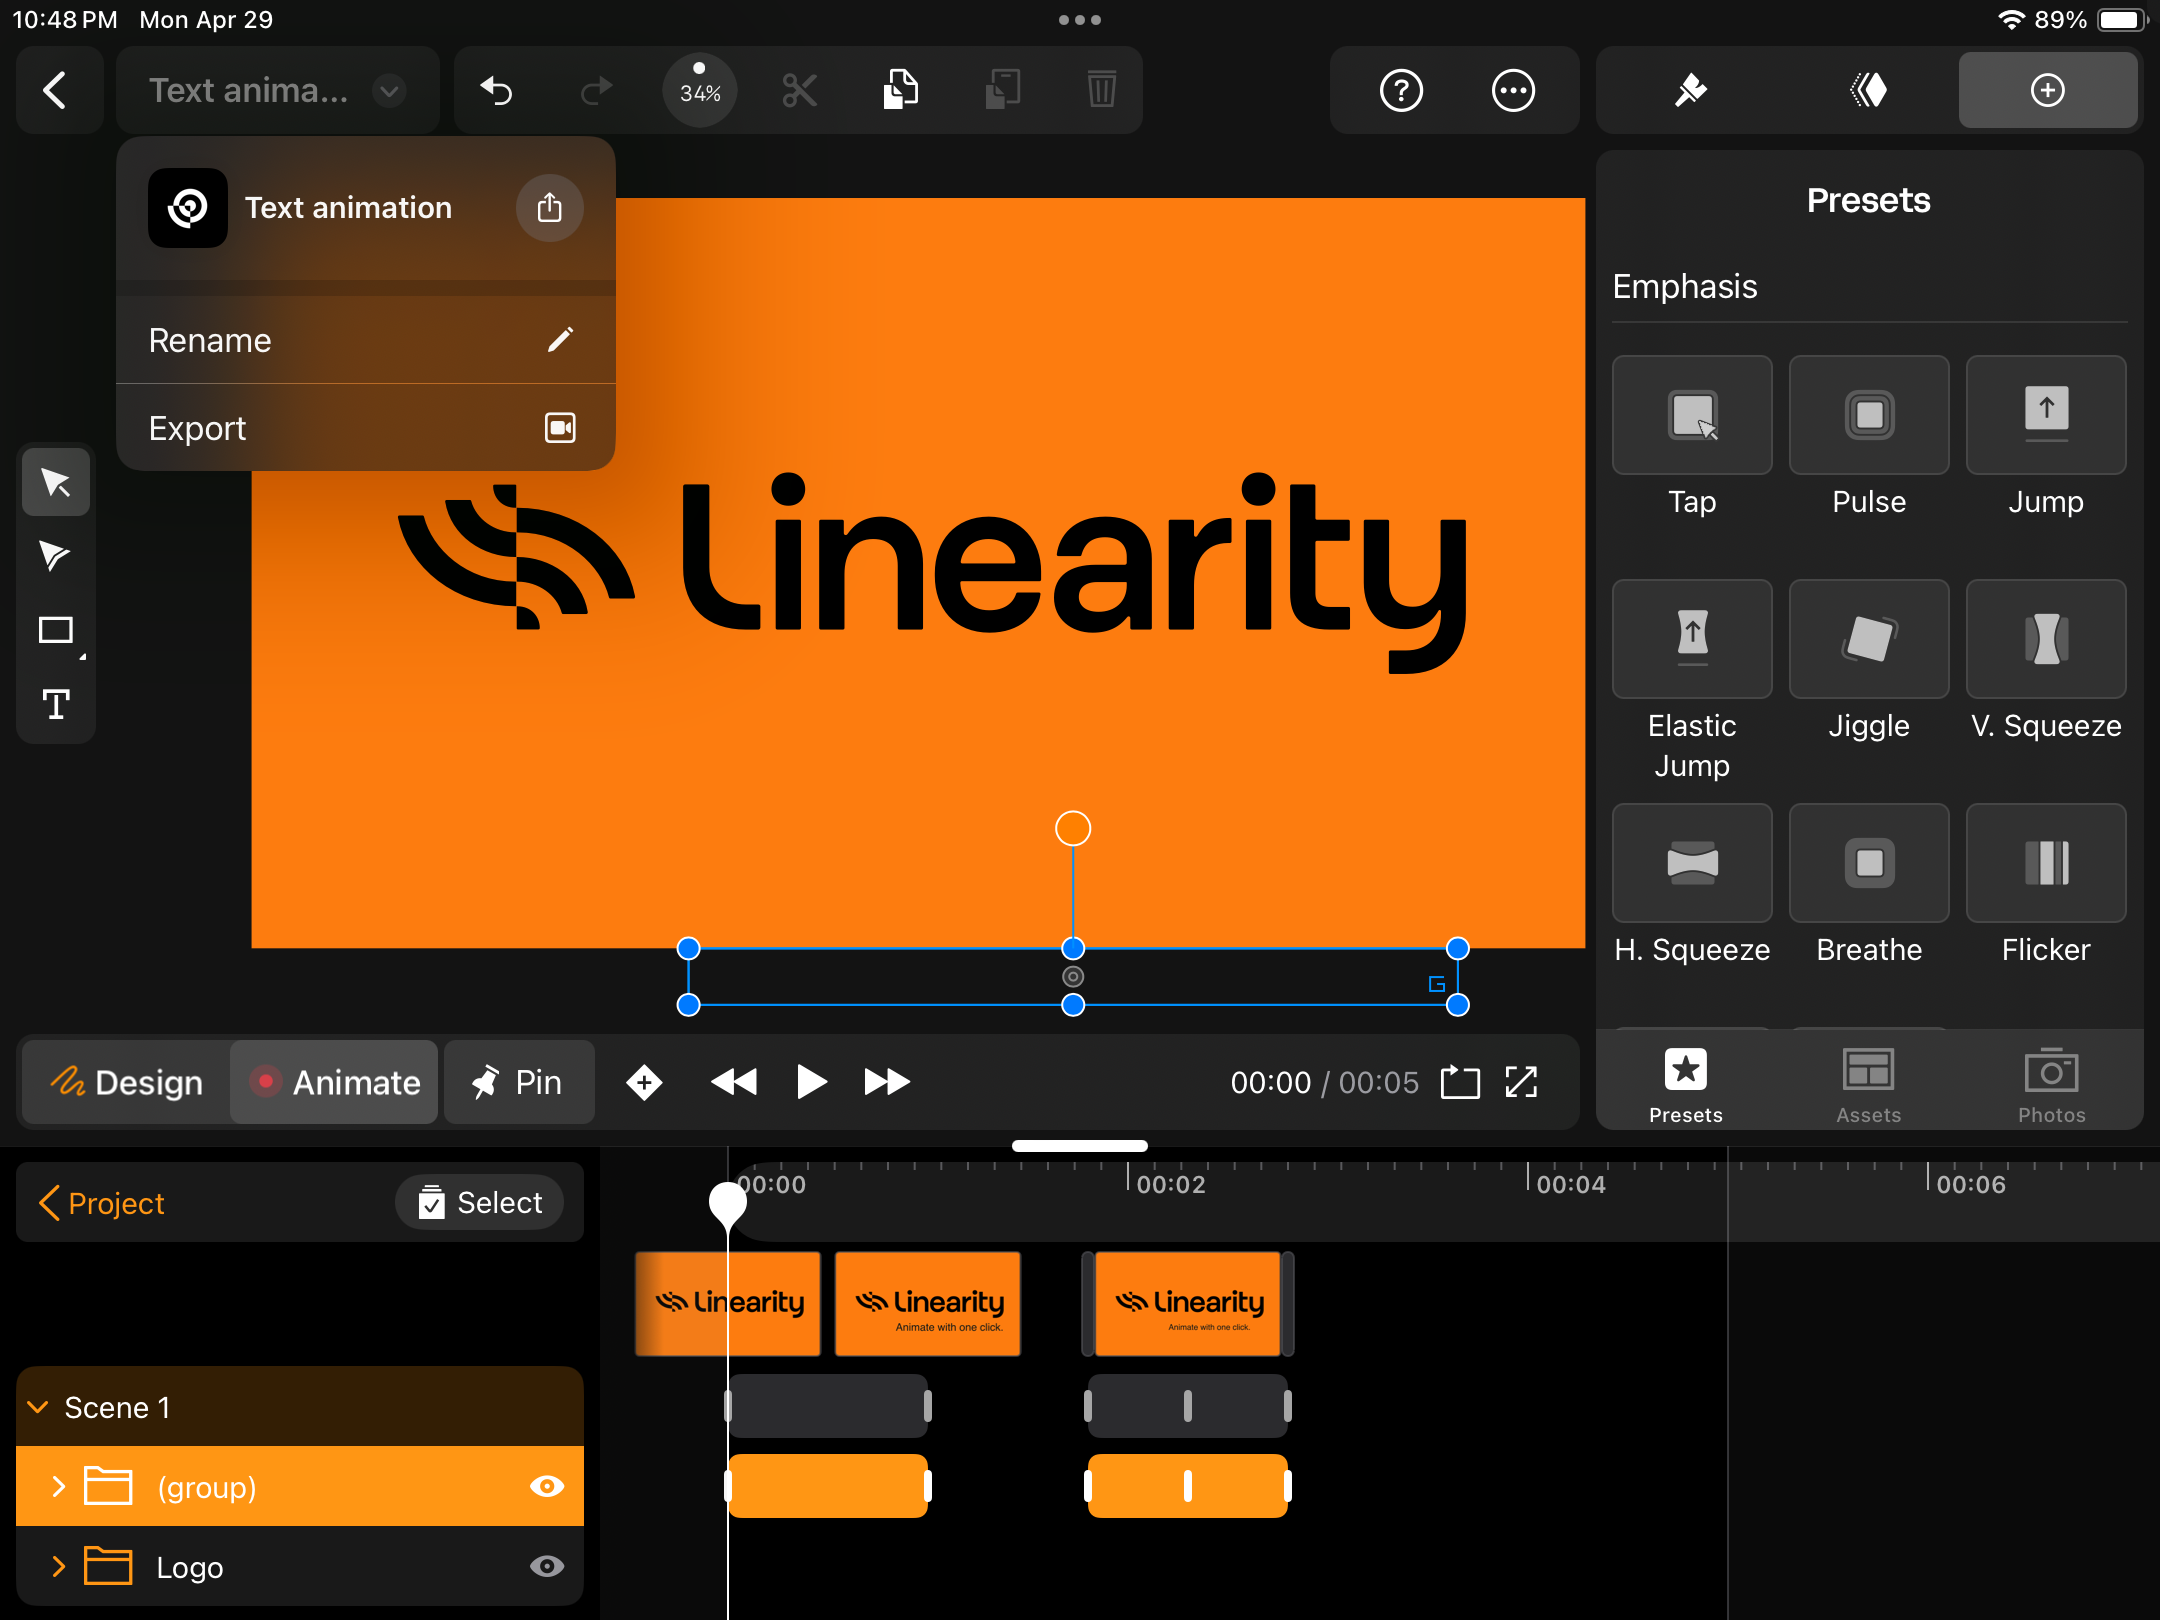 10:48 PM Mon Apr 29
89%
Text anima...
34%
Text animation
Rename
Export
Linearity
Presets
Emphasis
Tap
Pulse
Jump
Elastic
Jump
Jiggle
V. Squeeze
H. Squeeze
Breathe
Flicker
Design
Animate
Pin
00:00 / 00:05
Presets
Assets
Photos
Project
Select
00:00
00:02
00:04
00:06
Linearity
Linearity
Animate with one click.
Linearity
Animate with one click.
Scene 1
(group)
Logo